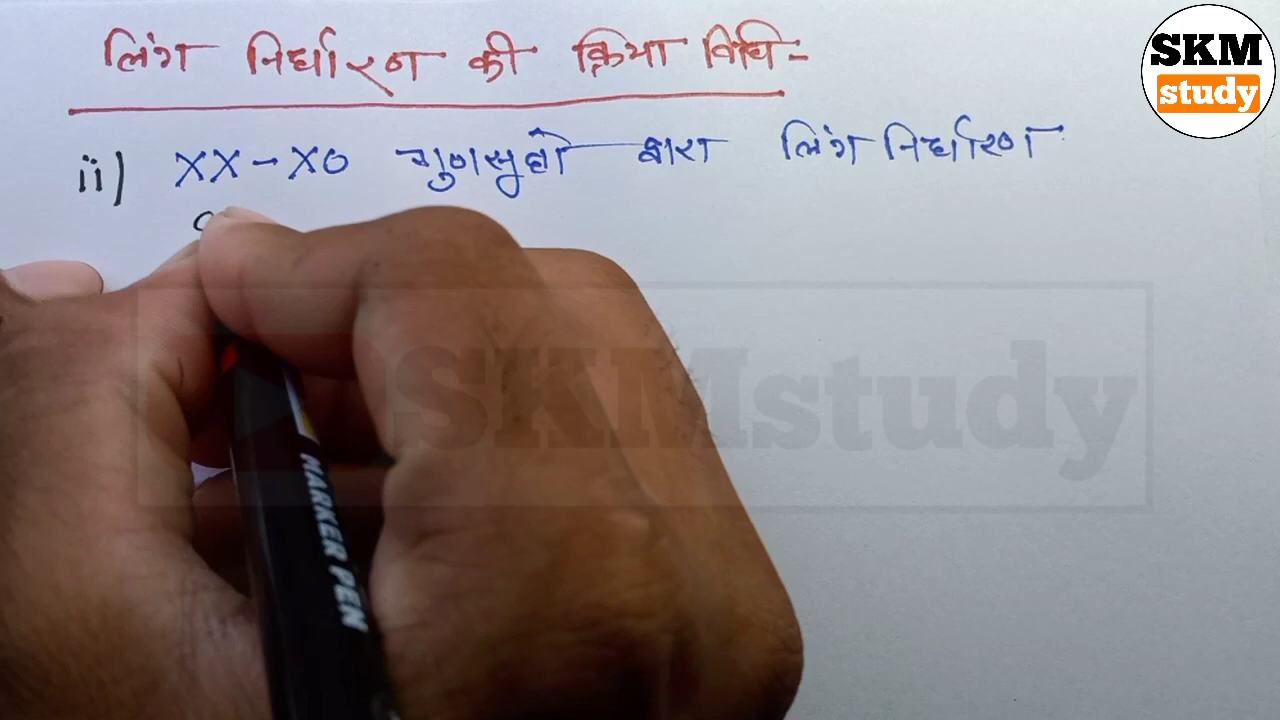 लिंग निर्धारण की क्रिया विधि -
SKM
study
ii) XX - XO गुणसूत्रो द्वारा लिंग निर्धारण
SKMstudy
MARKER PEN